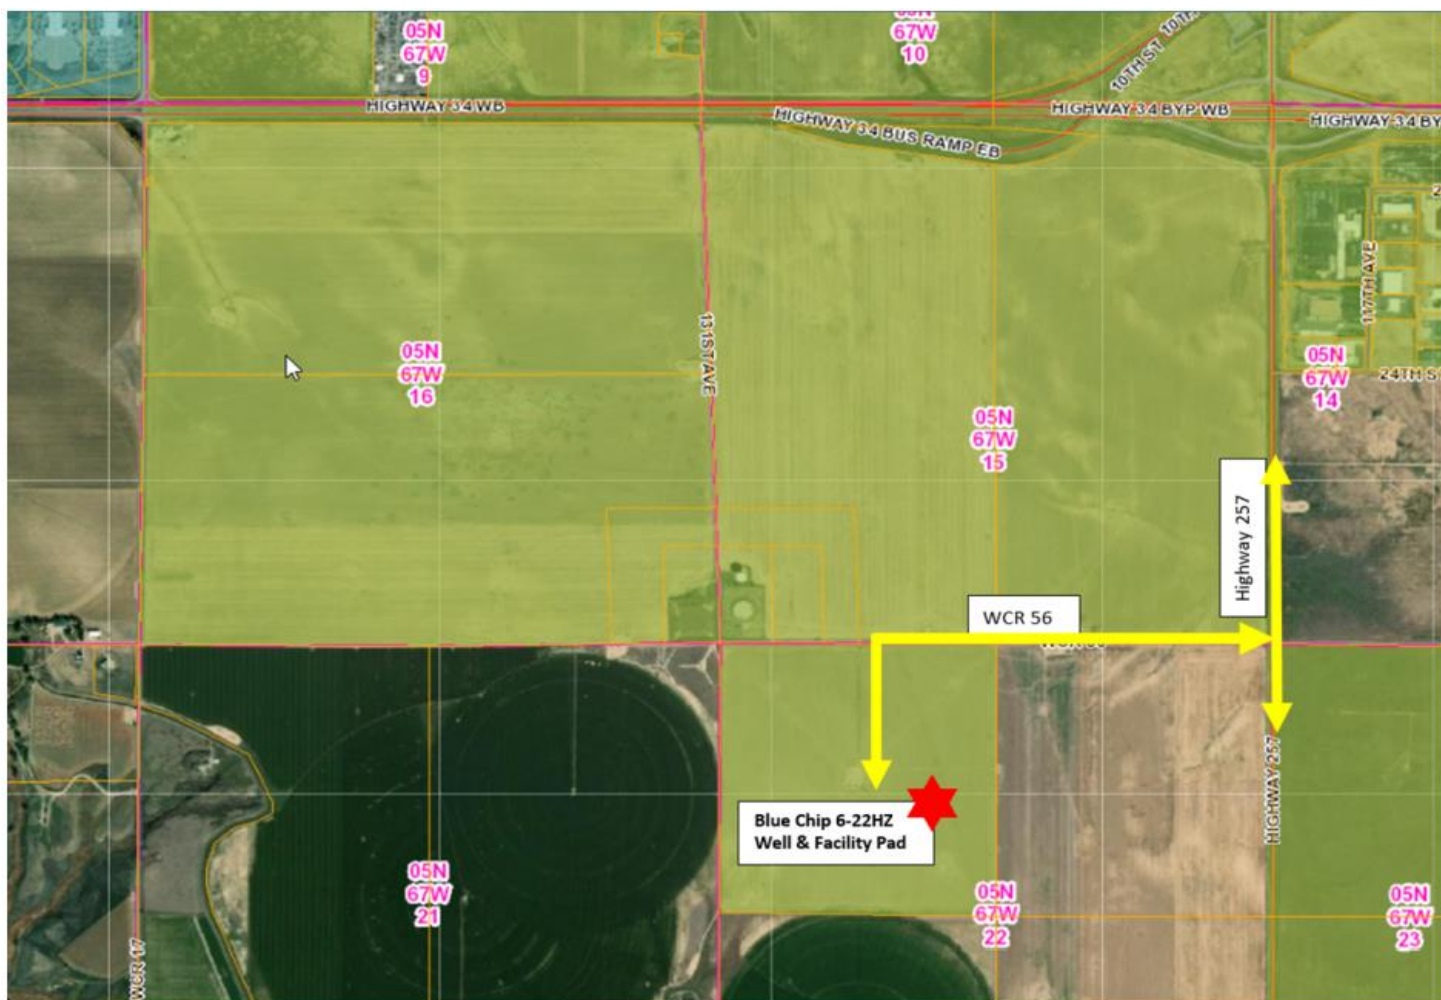 05N
67W
9
05N
67W
10
10TH ST
HIGHWAY 34 WB
HIGHWAY 34 BUS RAMP EB
HIGHWAY 34 BYP WB
HIGHWAY 34 BY
131ST AVE
117TH AVE
05N
67W
16
05N
67W
14
24TH S
05N
67W
15
Highway 257
WCR 56
HIGHWAY 257
Blue Chip 6-22HZ
Well & Facility Pad
05N
67W
21
05N
67W
22
05N
67W
23
WCR 17